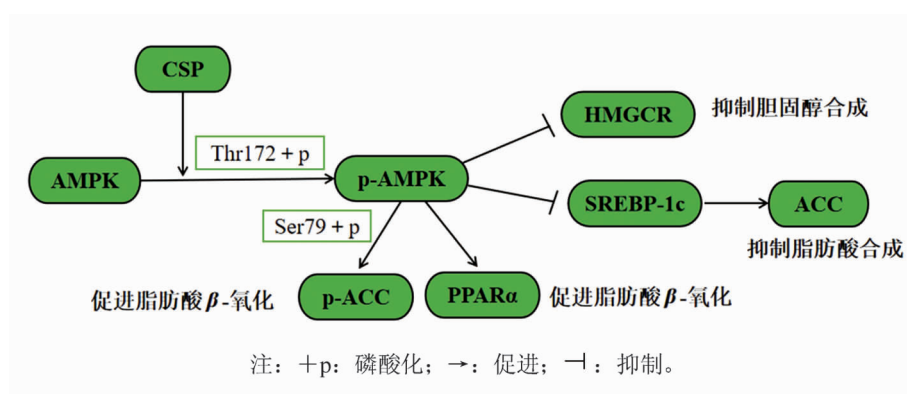 CSP
HMGCR
抑制胆固醇合成
Thr172 + p
AMPK
p-AMPK
SREBP-1c
ACC
Ser79 + p
抑制脂肪酸合成
促进脂肪酸β-氧化
p-ACC
PPARα
促进脂肪酸β-氧化
注：+p：磷酸化；→：促进；⊣：抑制。